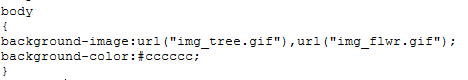 body
{
background-image:url("img_tree.gif"),url("img_flwr.gif");
background-color:#cccccc;
}